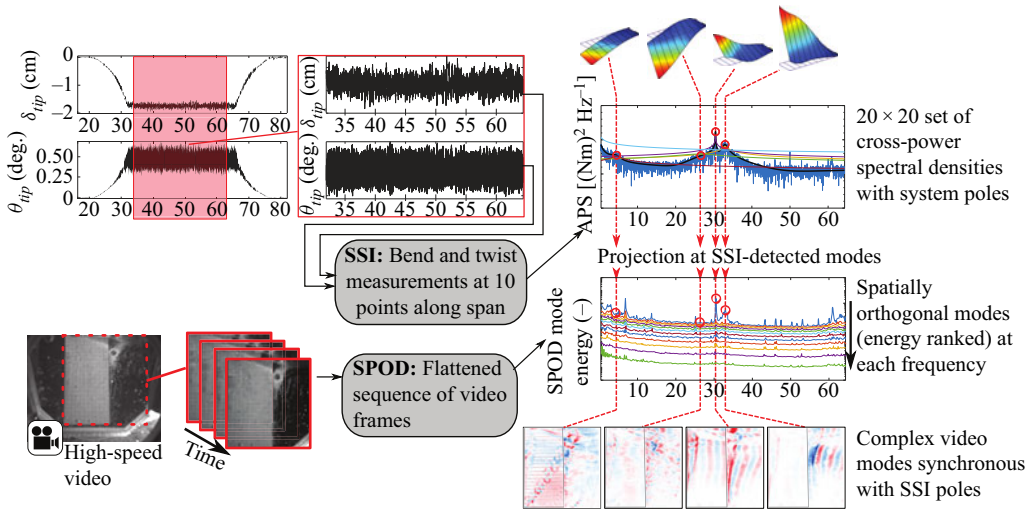 δtip (cm)
0
−1
−2
20 30 40 50 60 70 80
θtip (deg.)
0.50
0.25
0
20 30 40 50 60 70 80
δtip (cm)
35 40 45 50 55 60
θtip (deg.)
35 40 45 50 55 60
SSI: Bend and twist
measurements at 10
points along span
APS [(Nm)² Hz⁻¹]
10 20 30 40 50 60
20 × 20 set of
cross-power
spectral densities
with system poles
Projection at SSI-detected modes
SPOD mode
energy (–)
10 20 30 40 50 60
Spatially
orthogonal modes
(energy ranked) at
each frequency
High-speed
video
Time
SPOD: Flattened
sequence of video
frames
Complex video
modes synchronous
with SSI poles